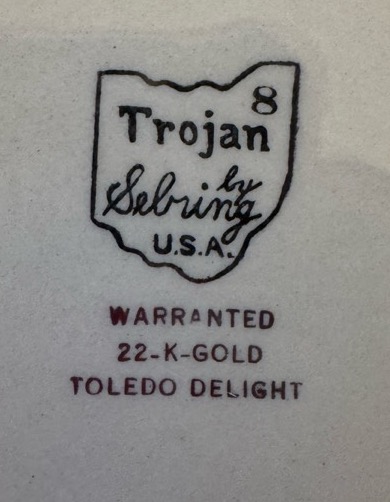 8
Trojan
by
Sebring
U.S.A.
WARRANTED
22-K-GOLD
TOLEDO DELIGHT